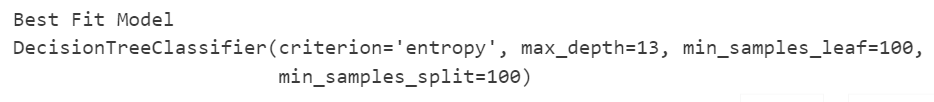 Best Fit Model
DecisionTreeClassifier(criterion='entropy', max_depth=13, min_samples_leaf=100,
min_samples_split=100)